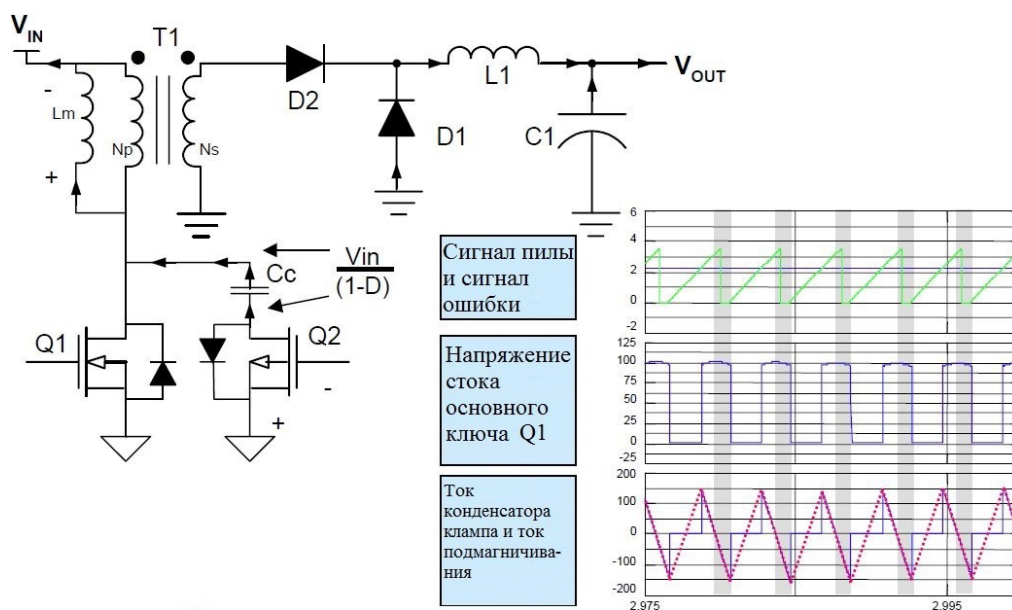 V_IN
T1
-
Lm
Np
Ns
+
D2
D1
L1
V_OUT
C1
Cc
Vin
(1-D)
Q1
Q2
-
+
Сигнал пилы
и сигнал
ошибки
6
4
2
0
-2
Напряжение
стока
основного
ключа Q1
125
100
75
50
25
0
-25
Ток
конденсатора
клампа и ток
подмагничива-
ния
200
100
0
-100
-200
2.975
2.995